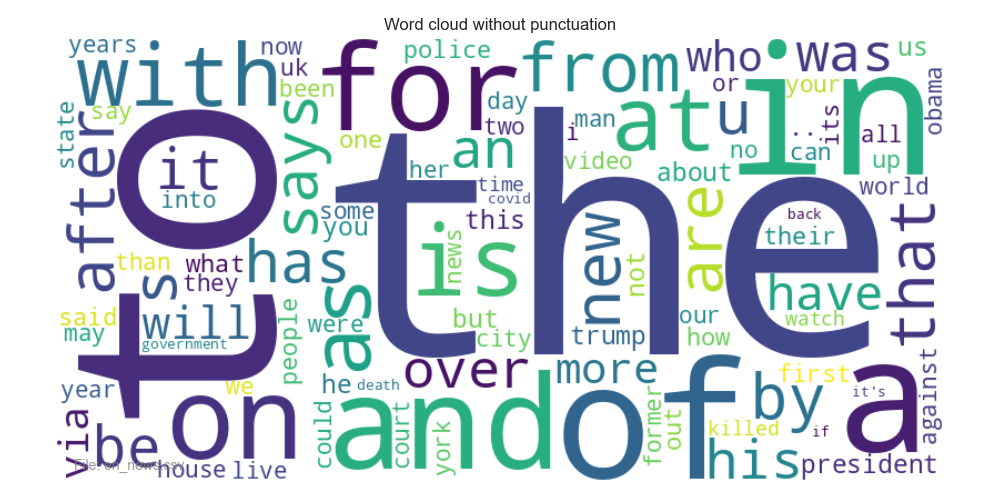 Word cloud without punctuation
years
with
now
uk
been
for
police
from
who
was
us
or
your
obama
state
say
after
to
it
into
says
one
day
two
her
an
i
man
video
at
u
in
no
..
can
its
all
up
about
world
the
time
covid
this
some
you
than
what
they
has
s
is
news
new
not
are
back
their
that
have
watch
said
may
will
government
people
were
as
but
city
trump
our
how
year
we
he
death
over
more
first
by
it's
a
against
via
be
on
house
live
could
and
court
york
of
former
out
killed
if
his
president
File: en_news.csv